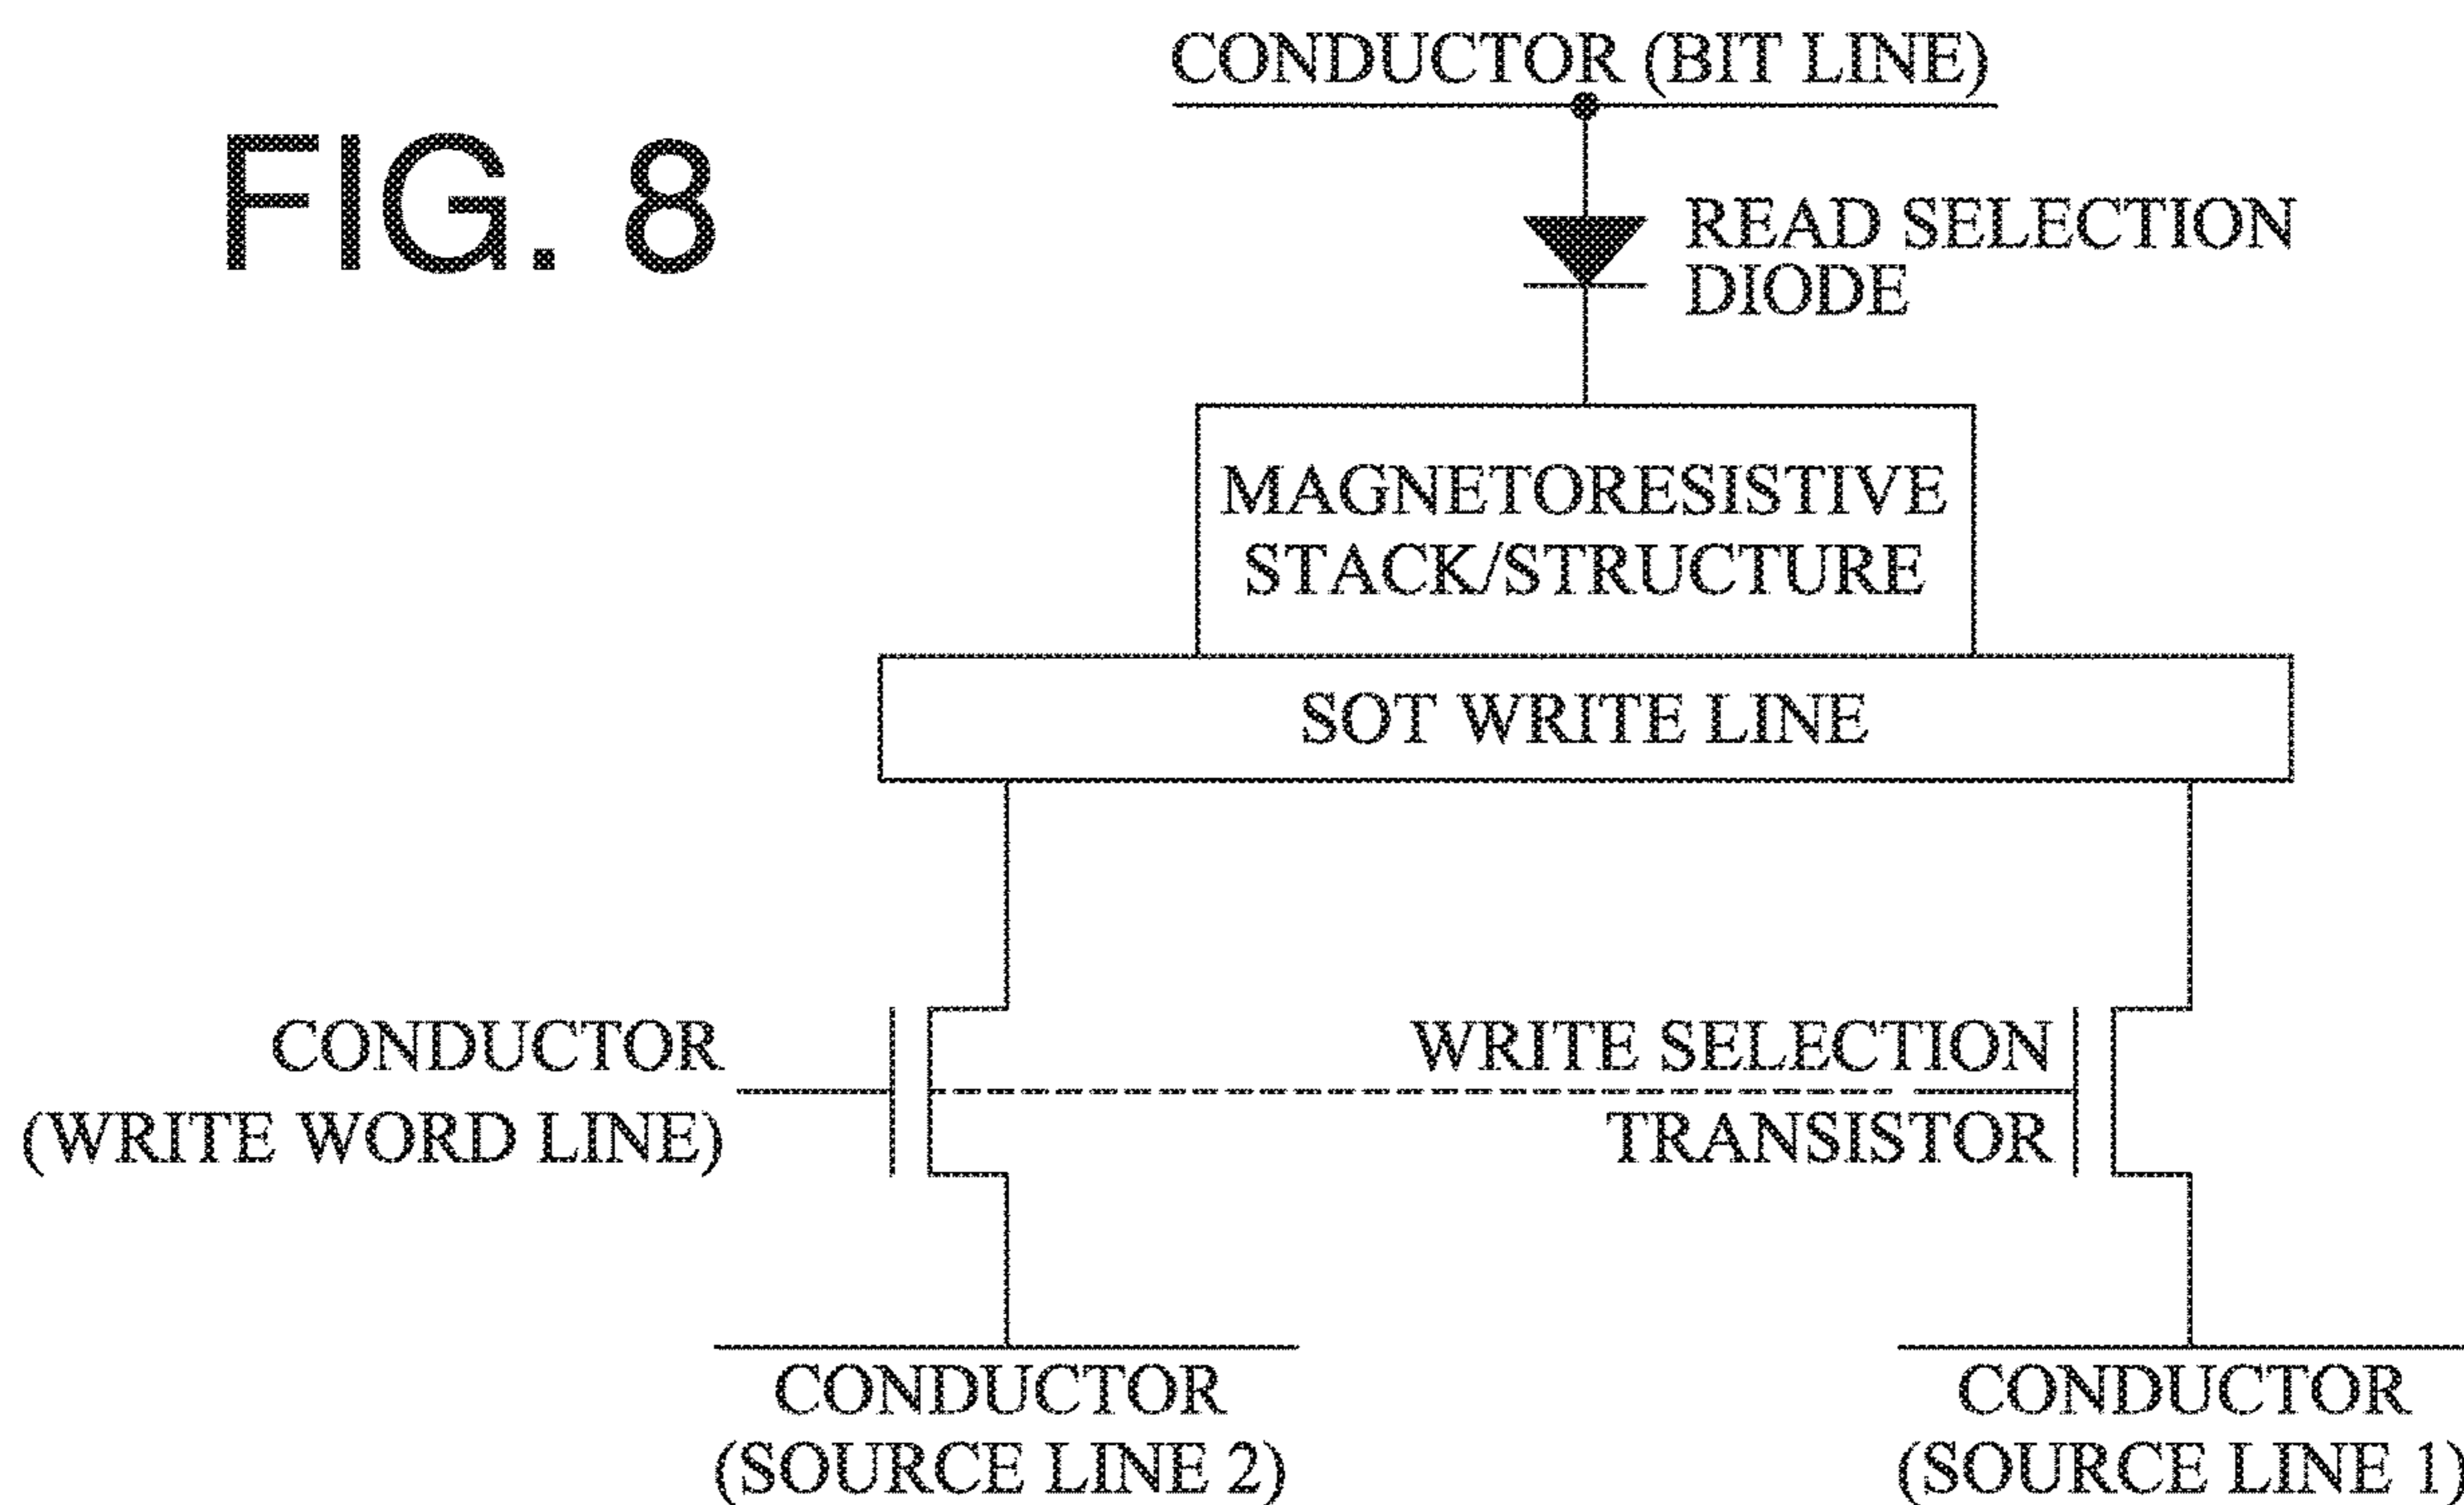 FIG. 8
CONDUCTOR (BIT LINE)
READ SELECTION
DIODE
MAGNETORESISTIVE
STACK/STRUCTURE
SOT WRITE LINE
CONDUCTOR
(WRITE WORD LINE)
WRITE SELECTION
TRANSISTOR
CONDUCTOR
(SOURCE LINE 2)
CONDUCTOR
(SOURCE LINE 1)